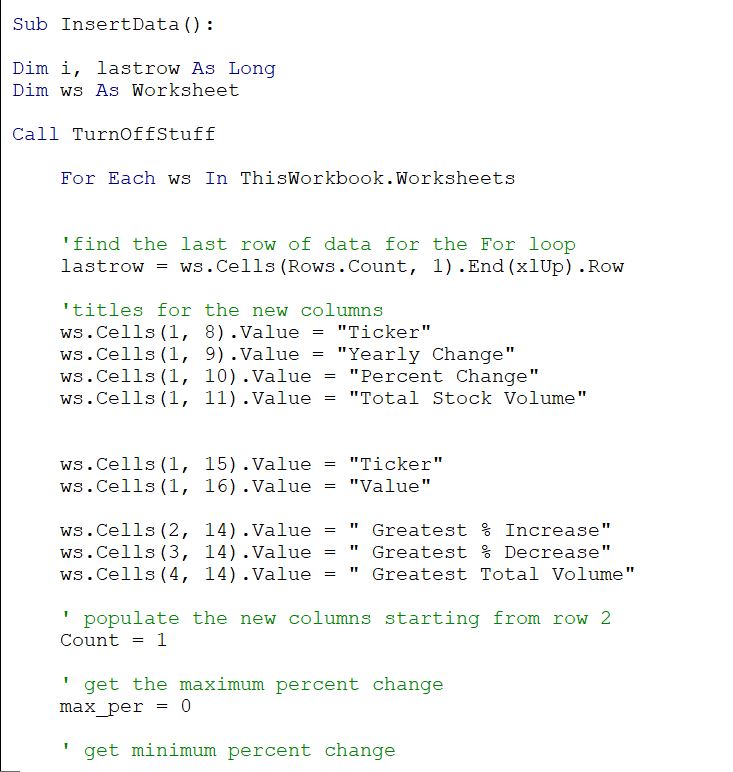 Sub InsertData():
Dim i, lastrow As Long
Dim ws As Worksheet
Call TurnOffStuff
For Each ws In ThisWorkbook.Worksheets
'find the last row of data for the For loop
lastrow = ws.Cells(Rows.Count, 1).End(xlUp).Row
'titles for the new columns
ws.Cells(1, 8).Value = "Ticker"
ws.Cells(1, 9).Value = "Yearly Change"
ws.Cells(1, 10).Value = "Percent Change"
ws.Cells(1, 11).Value = "Total Stock Volume"
ws.Cells(1, 15).Value = "Ticker"
ws.Cells(1, 16).Value = "Value"
ws.Cells(2, 14).Value = " Greatest % Increase"
ws.Cells(3, 14).Value = " Greatest % Decrease"
ws.Cells(4, 14).Value = " Greatest Total Volume"
' populate the new columns starting from row 2
Count = 1
' get the maximum percent change
max_per = 0
' get minimum percent change